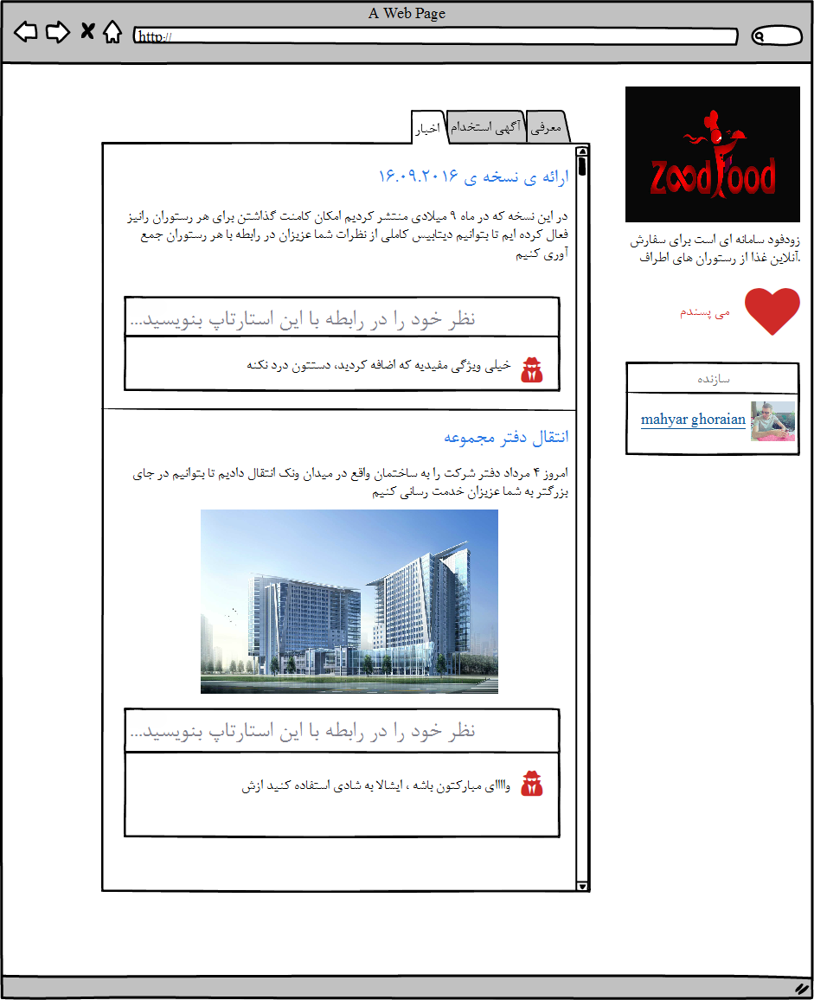 A Web Page
http://
معرفی
آگهی استخدام
اخبار
ZoodFood
زودفود سامانه ای است برای سفارش
آنلاین غذا از رستوران های اطراف.
می پسندم
سازنده
mahyar ghoraian
ارائه ی نسخه ی ۱۶.۰۹.۲۰۱۶
در این نسخه که در ماه ۹ میلادی منتشر کردیم امکان کامنت گذاشتن برای هر رستوران رانیز
فعال کرده ایم تا بتوانیم دیتابیس کاملی از نظرات شما عزیزان در رابطه با هر رستوران جمع
آوری کنیم
نظر خود را در رابطه با این استارتاپ بنویسید...
خیلی ویژگی مفیدیه که اضافه کردید، دستتون درد نکنه
انتقال دفتر مجموعه
امروز ۴ مرداد دفتر شرکت را به ساختمان واقع در میدان ونک انتقال دادیم تا بتوانیم در جای
بزرگتر به شما عزیزان خدمت رسانی کنیم
نظر خود را در رابطه با این استارتاپ بنویسید...
واااای مبارکتون باشه ، ایشالا به شادی استفاده کنید ازش